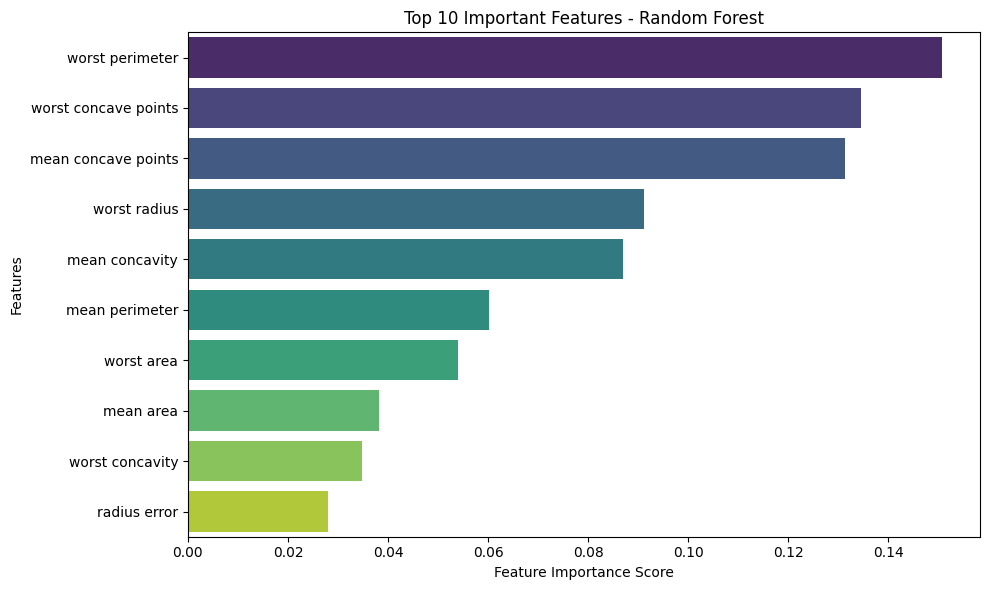 Top 10 Important Features - Random Forest
worst perimeter
worst concave points
mean concave points
worst radius
mean concavity
mean perimeter
worst area
mean area
worst concavity
radius error
Features
0.00 0.02 0.04 0.06 0.08 0.10 0.12 0.14
Feature Importance Score